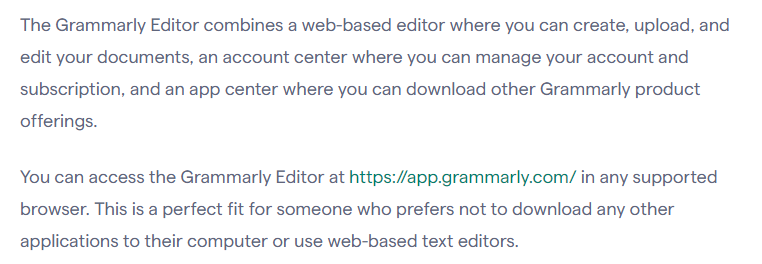 The Grammarly Editor combines a web-based editor where you can create, upload, and
edit your documents, an account center where you can manage your account and
subscription, and an app center where you can download other Grammarly product
offerings.
You can access the Grammarly Editor at https://app.grammarly.com/ in any supported
browser. This is a perfect fit for someone who prefers not to download any other
applications to their computer or use web-based text editors.